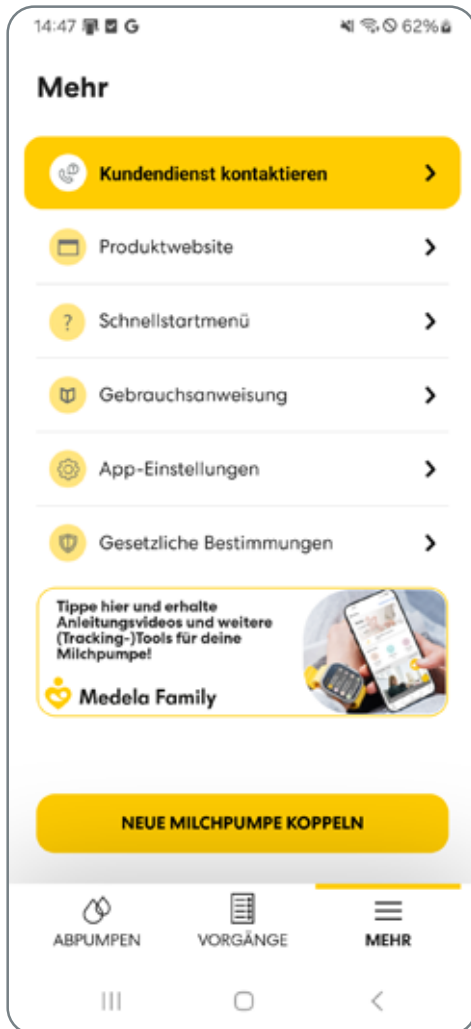 14:47 G 62%
Mehr
Kundendienst kontaktieren
Produktwebsite
? Schnellstartmenü
Gebrauchsanweisung
App-Einstellungen
Gesetzliche Bestimmungen
Tippe hier und erhalte
Anleitungsvideos und weitere
(Tracking-)Tools für deine
Milchpumpe!
Medela Family
NEUE MILCHPUMPE KOPPELN
ABPUMPEN VORGÄNGE MEHR